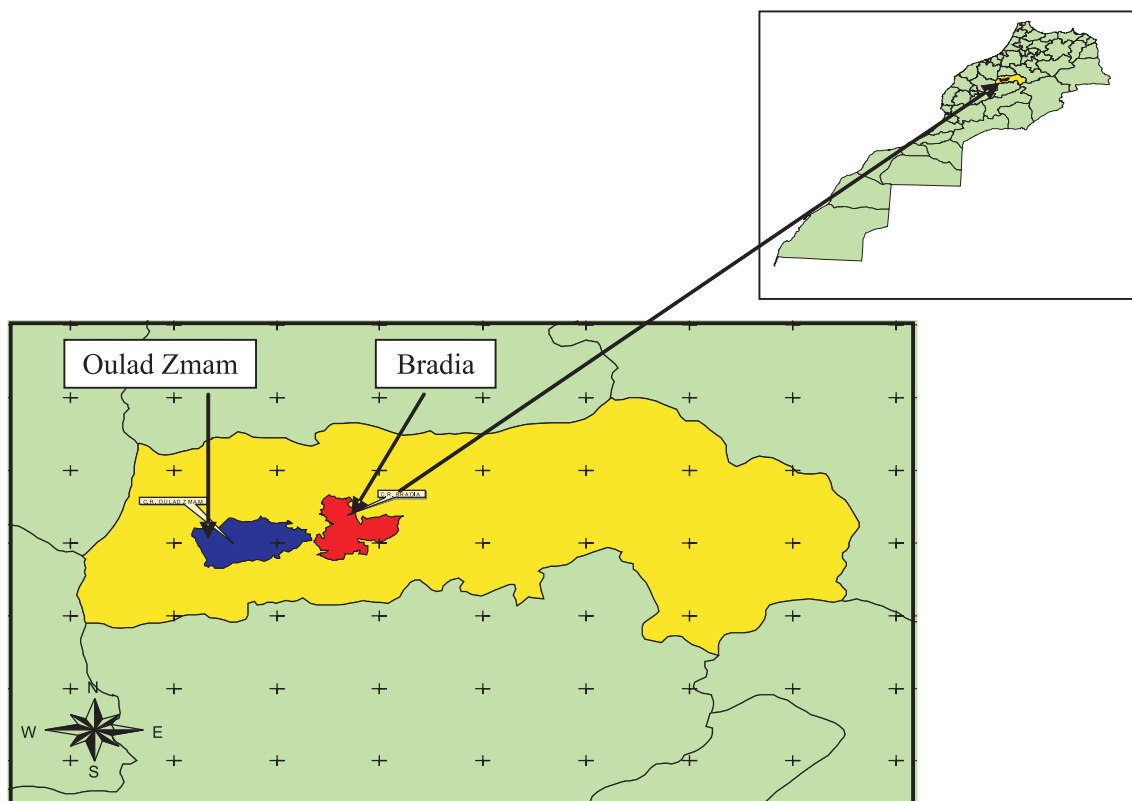 Oulad Zmam
Bradia
C.R. OULAD ZMAM
C.R. BRADIA
N
W
E
S